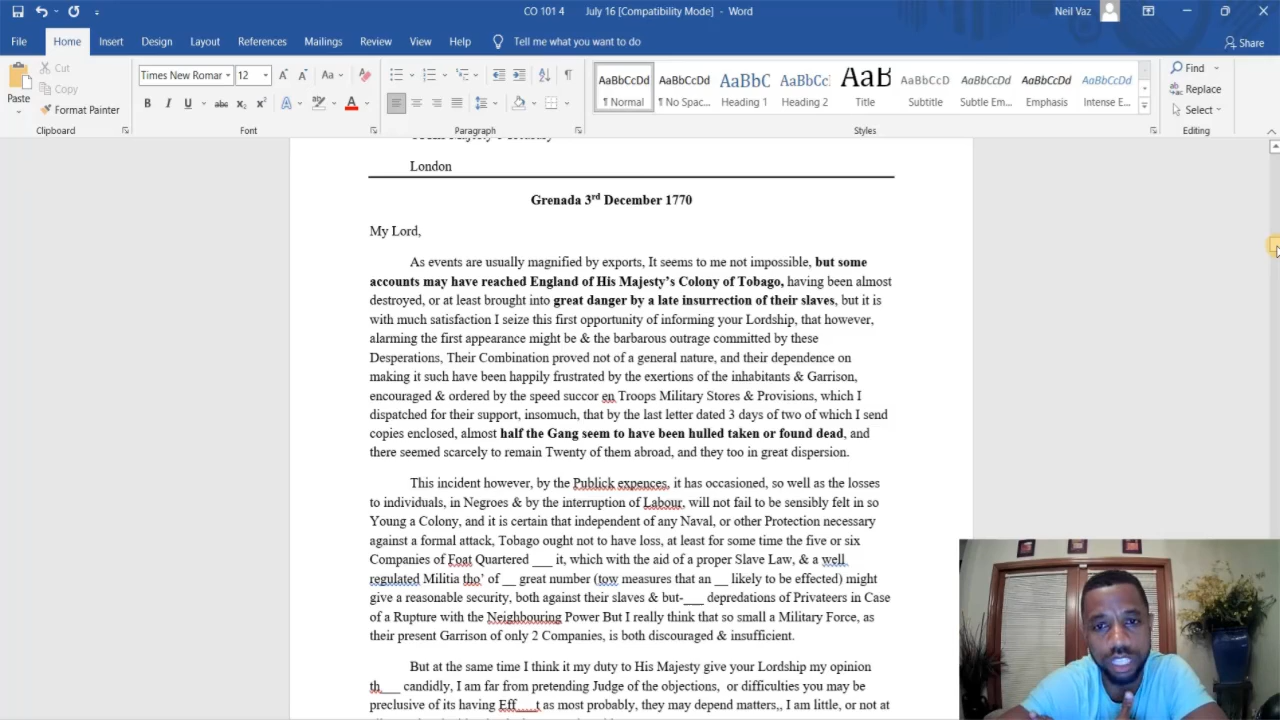 CO 101 4 July 16 [Compatibility Mode] - Word
Neil Vaz
File Home Insert Design Layout References Mailings Review View Help Tell me what you want to do
Share
Paste
Cut
Copy
Format Painter
Clipboard
Times New Romar 12
Font
Paragraph
AaBbCcDd
¶ Normal
AaBbCcDd
¶ No Spac...
AaBbC
Heading 1
AaBbCc
Heading 2
AaB
Title
AaBbCcD
Subtitle
AaBbCcDd
Subtle Em...
AaBbCcDd
Emphasis
AaBbCcDd
Intense E...
Styles
Find
Replace
Select
Editing
London
Grenada 3rd December 1770
My Lord,
As events are usually magnified by exports, It seems to me not impossible, but some
accounts may have reached England of His Majesty's Colony of Tobago, having been almost
destroyed, or at least brought into great danger by a late insurrection of their slaves, but it is
with much satisfaction I seize this first opportunity of informing your Lordship, that however,
alarming the first appearance might be & the barbarous outrage committed by these
Desperations, Their Combination proved not of a general nature, and their dependence on
making it such have been happily frustrated by the exertions of the inhabitants & Garrison,
encouraged & ordered by the speed succor en Troops Military Stores & Provisions, which I
dispatched for their support, insomuch, that by the last letter dated 3 days of two of which I send
copies enclosed, almost half the Gang seem to have been hulled taken or found dead, and
there seemed scarcely to remain Twenty of them abroad, and they too in great dispersion.
This incident however, by the Publick expences, it has occasioned, so well as the losses
to individuals, in Negroes & by the interruption of Labour, will not fail to be sensibly felt in so
Young a Colony, and it is certain that independent of any Naval, or other Protection necessary
against a formal attack, Tobago ought not to have loss, at least for some time the five or six
Companies of Foat Quartered ___ it, which with the aid of a proper Slave Law, & a well
regulated Militia tho' of __ great number (tow measures that an __ likely to be effected) might
give a reasonable security, both against their slaves & but-___ depredations of Privateers in Case
of a Rupture with the Neighbouring Power But I really think that so small a Military Force, as
their present Garrison of only 2 Companies, is both discouraged & insufficient.
But at the same time I think it my duty to His Majesty give your Lordship my opinion
th___ candidly, I am far from pretending Judge of the objections, or difficulties you may be
preclusive of its having Eff___t as most probably, they may depend matters,, I am little, or not at